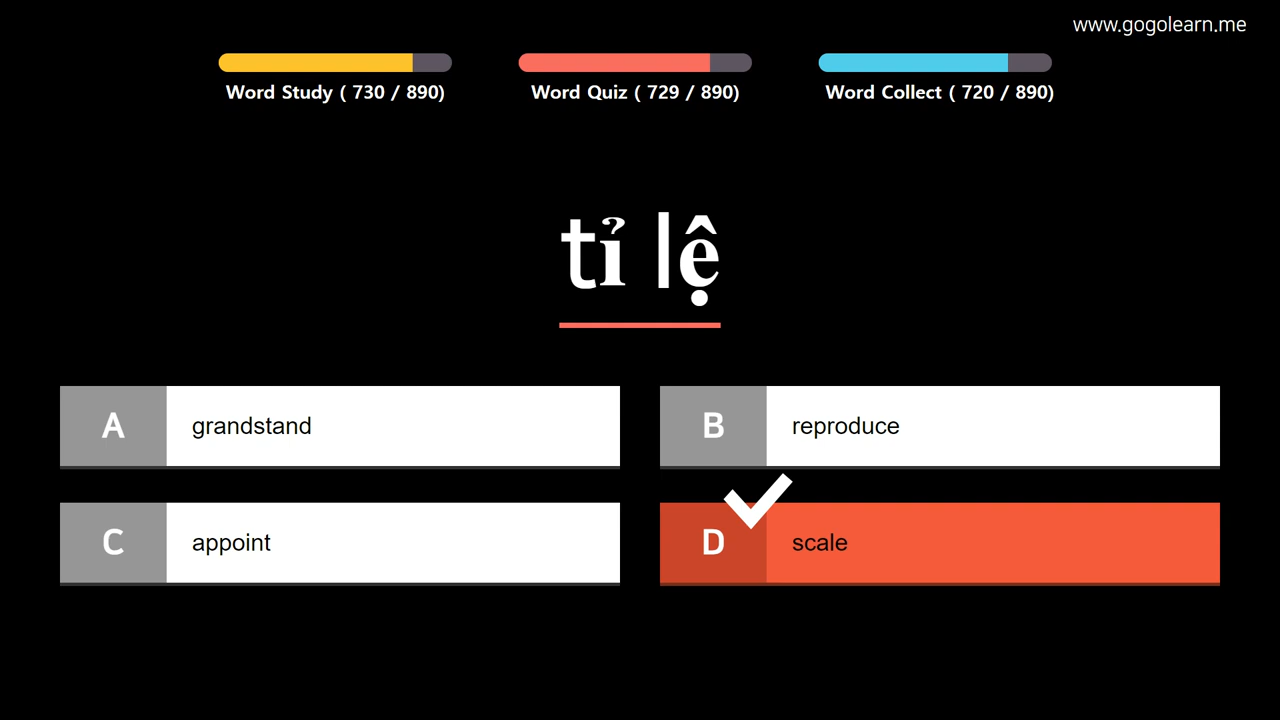 www.gogolearn.me
Word Study ( 730 / 890)
Word Quiz ( 729 / 890)
Word Collect ( 720 / 890)
tỉ lệ
A grandstand
B reproduce
C appoint
D scale